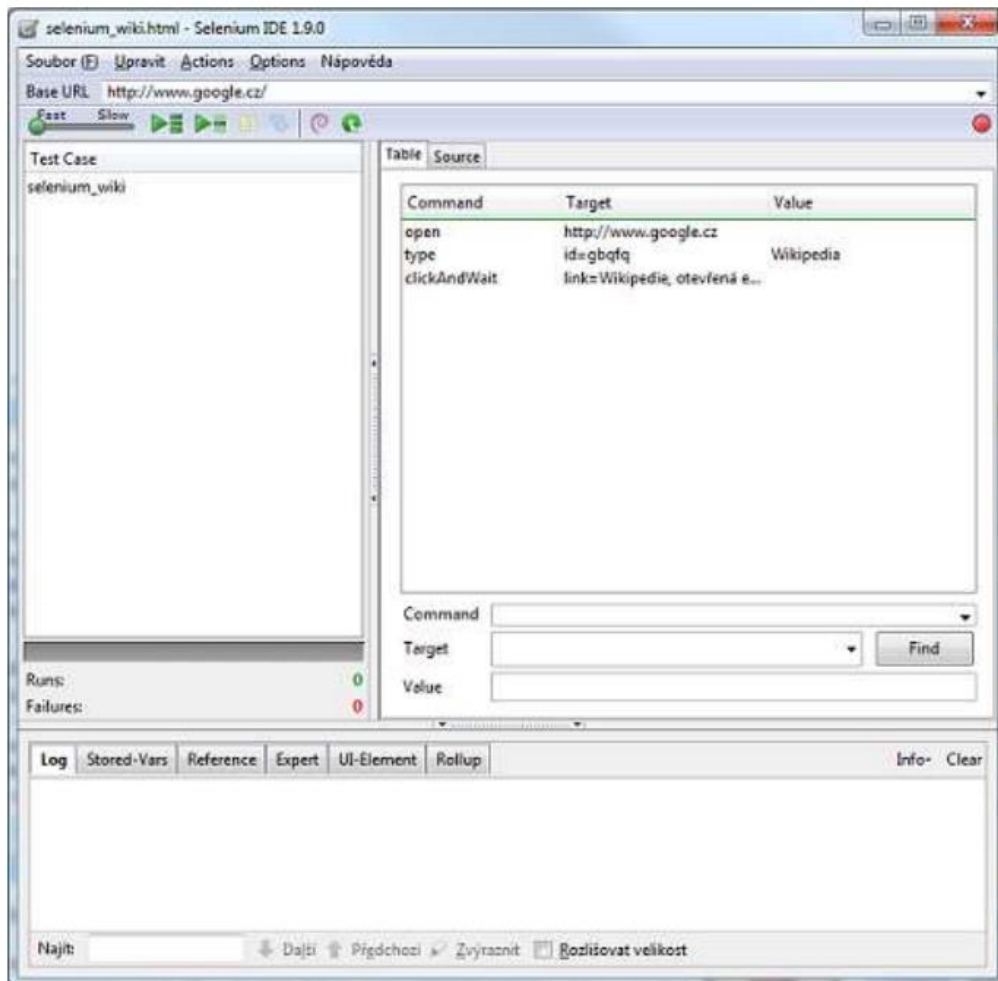 selenium_wiki.html - Selenium IDE 1.9.0
Soubor (F) Upravit Actions Options Nápověda
Base URL http://www.google.cz/
Fast Slow
Test Case
selenium_wiki
Runs: 0
Failures: 0
Table Source
Command Target Value
open http://www.google.cz
type id=gbqfq Wikipedia
clickAndWait link=Wikipedie, otevřená e...
Command
Target Find
Value
Log Stored-Vars Reference Expert UI-Element Rollup Info- Clear
Najít: Další Předchozí Zvýraznit Rozlišovat velikost